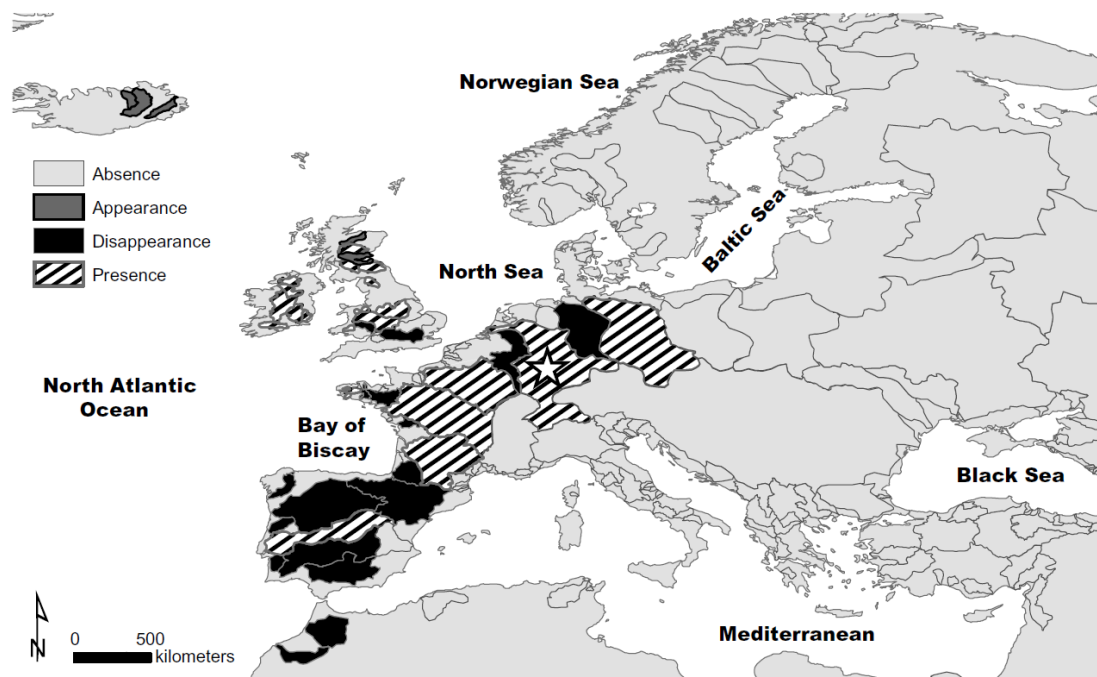 Norwegian Sea
Absence
Appearance
Disappearance
Presence
Baltic Sea
North Sea
North Atlantic
Ocean
Bay of
Biscay
Black Sea
Mediterranean
N
0 500
kilometers